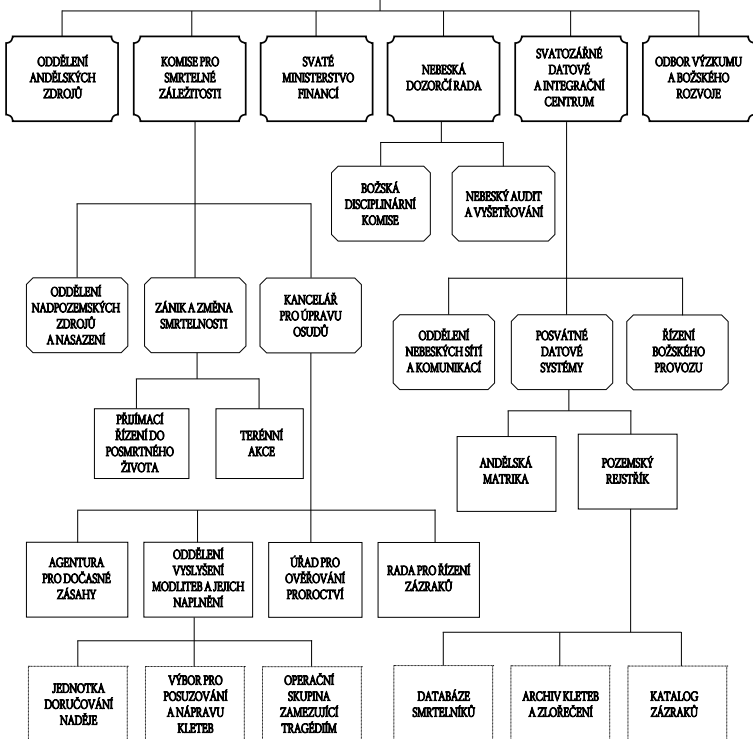 ODDĚLENÍ
ANDĚLSKÝCH
ZDROJŮ
KOMISE PRO
SMRTELNÉ
ZÁLEŽITOSTI
SVATÉ
MINISTERSTVO
FINANCÍ
NEBESKÁ
DOZORČÍ RADA
SVATOZÁŘNÉ
DATOVÉ
A INTEGRAČNÍ
CENTRUM
ODBOR VÝZKUMU
A BOŽSKÉHO
ROZVOJE
BOŽSKÁ
DISCIPLINÁRNÍ
KOMISE
NEBESKÝ AUDIT
A VYŠETŘOVÁNÍ
ODDĚLENÍ
NADPOZEMSKÝCH
ZDROJŮ
A NASAZENÍ
ZÁNIK A ZMĚNA
SMRTELNOSTI
KANCELÁŘ
PRO ÚPRAVU
OSUDŮ
ODDĚLENÍ
NEBESKÝCH SÍTÍ
A KOMUNIKACÍ
POSVÁTNÉ
DATOVÉ
SYSTÉMY
ŘÍZENÍ
BOŽSKÉHO
PROVOZU
PŘIJÍMACÍ
ŘÍZENÍ DO
POSMRTNÉHO
ŽIVOTA
TERÉNNÍ
AKCE
ANDĚLSKÁ
MATRIKA
POZEMSKÝ
REJSTŘÍK
AGENTURA
PRO DOČASNÉ
ZÁSAHY
ODDĚLENÍ
VYSLYŠENÍ
MODLITEB A JEJICH
NAPLNĚNÍ
ÚŘAD PRO
OVĚŘOVÁNÍ
PROROCTVÍ
RADA PRO ŘÍZENÍ
ZÁZRAKŮ
JEDNOTKA
DORUČOVÁNÍ
NADĚJE
VÝBOR PRO
POSUZOVÁNÍ
A NÁPRAVU
KLETEB
OPERAČNÍ
SKUPINA
ZAMEZUJÍCÍ
TRAGÉDIÍM
DATABÁZE
SMRTELNÍKŮ
ARCHIV KLETEB
A ZLOŘEČENÍ
KATALOG
ZÁZRAKŮ